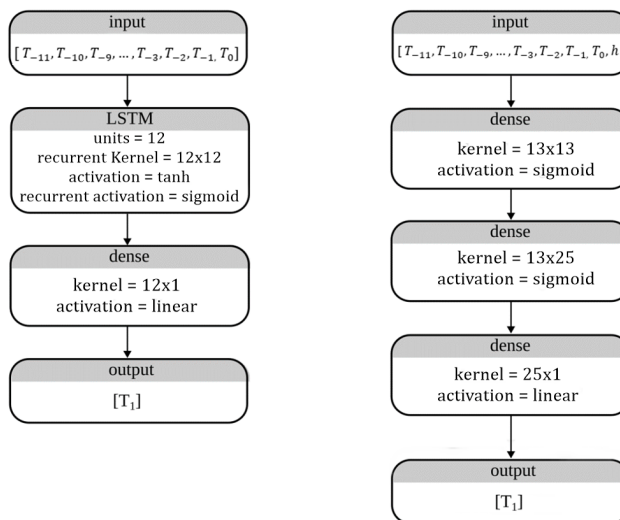 input
[T₋₁₁, T₋₁₀, T₋₉, ..., T₋₃, T₋₂, T₋₁, T₀]
LSTM
units = 12
recurrent Kernel = 12x12
activation = tanh
recurrent activation = sigmoid
dense
kernel = 12x1
activation = linear
output
[T₁]
input
[T₋₁₁, T₋₁₀, T₋₉, ..., T₋₃, T₋₂, T₋₁, T₀, h
dense
kernel = 13x13
activation = sigmoid
dense
kernel = 13x25
activation = sigmoid
dense
kernel = 25x1
activation = linear
output
[T₁]